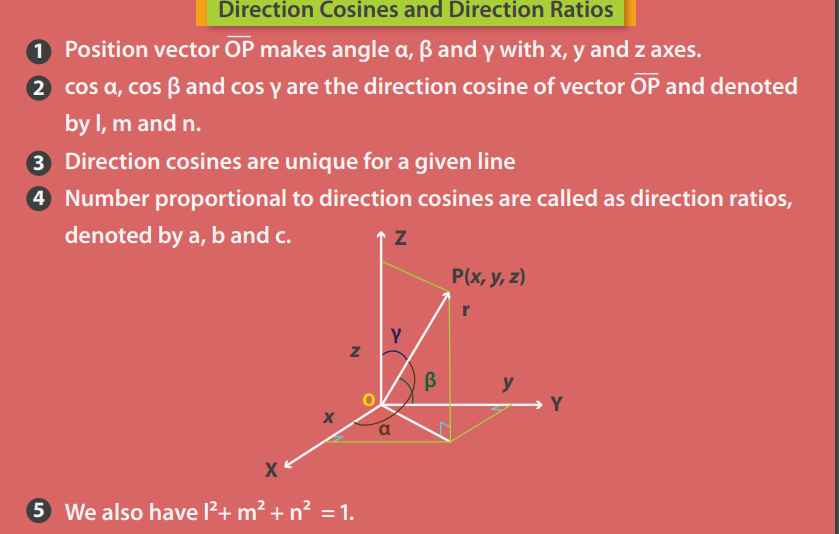 Direction Cosines and Direction Ratios
1 Position vector O̅P̅ makes angle α, β and γ with x, y and z axes.
2 cos α, cos β and cos γ are the direction cosine of vector O̅P̅ and denoted
by l, m and n.
3 Direction cosines are unique for a given line
4 Number proportional to direction cosines are called as direction ratios,
denoted by a, b and c.
Z
P(x, y, z)
r
γ
z
β
y
O
Y
x
α
X
5 We also have l²+ m² + n² = 1.